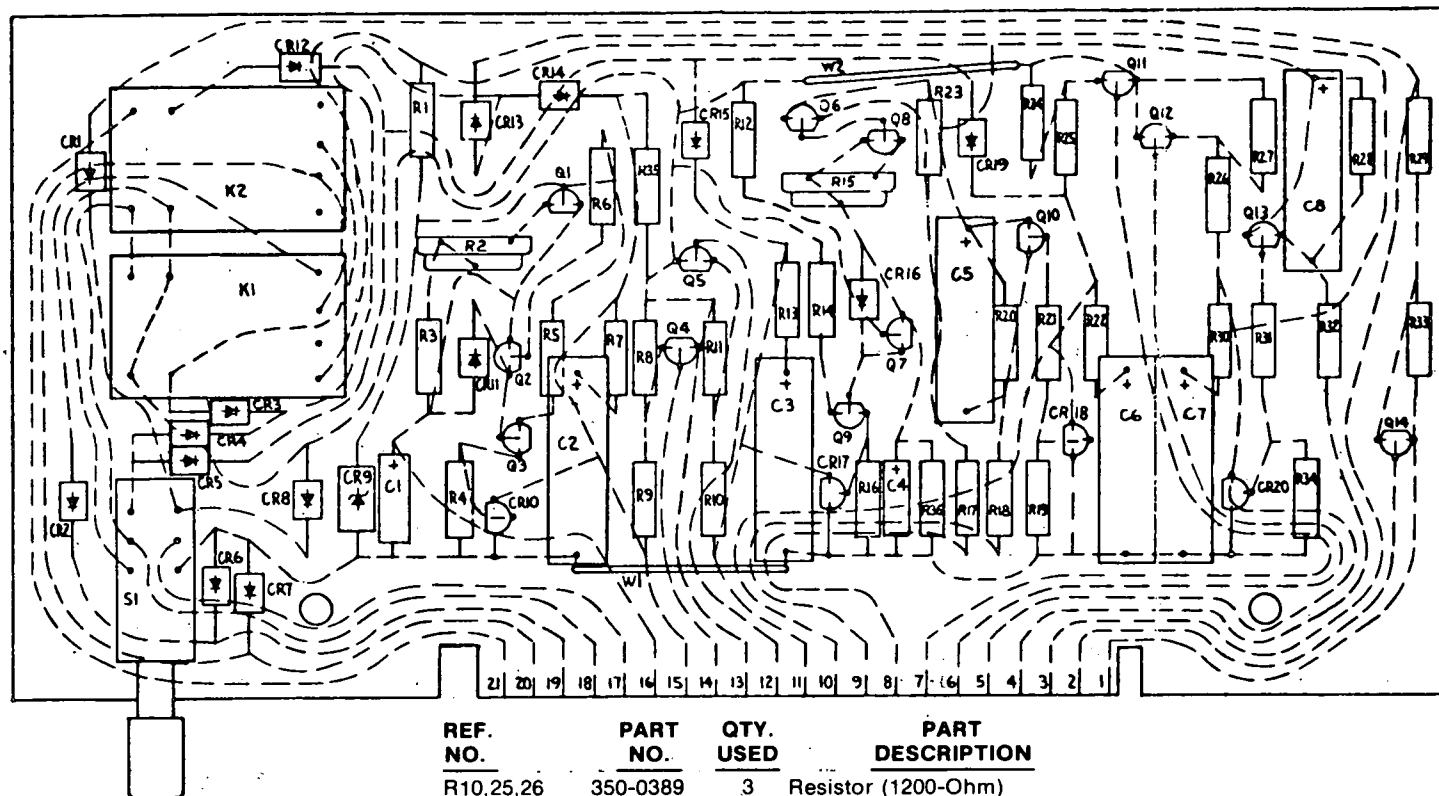 CR12
CR14
W2
Q11
R1
CR13
CR15
R12
Q6
Q8
R23
R24
R25
Q12
R27
R28
R29
CR1
K2
Q1
R6
R35
R15
CR19
R26
C8
R2
Q5
Q10
Q13
K1
R3
CR11
Q2
R5
R7
R8
Q4
R11
R13
R14
CR16
Q7
C5
R20
R21
R22
R30
R31
R32
R33
CR3
CR4
CR5
Q3
C2
C3
Q9
CR18
C6
C7
Q14
CR2
CR8
CR9
C1
R4
CR10
R9
R10
CR17
R16
C4
R36
R17
R18
R19
CR20
R34
S1
CR6
CR7
W1
21 20 19 18 17 16 15 14 13 12 11 10 9 8 7 6 5 4 3 2 1
REF. NO. PART NO. QTY. USED PART DESCRIPTION
R10,25,26 350-0389 3 Resistor (1200-Ohm)